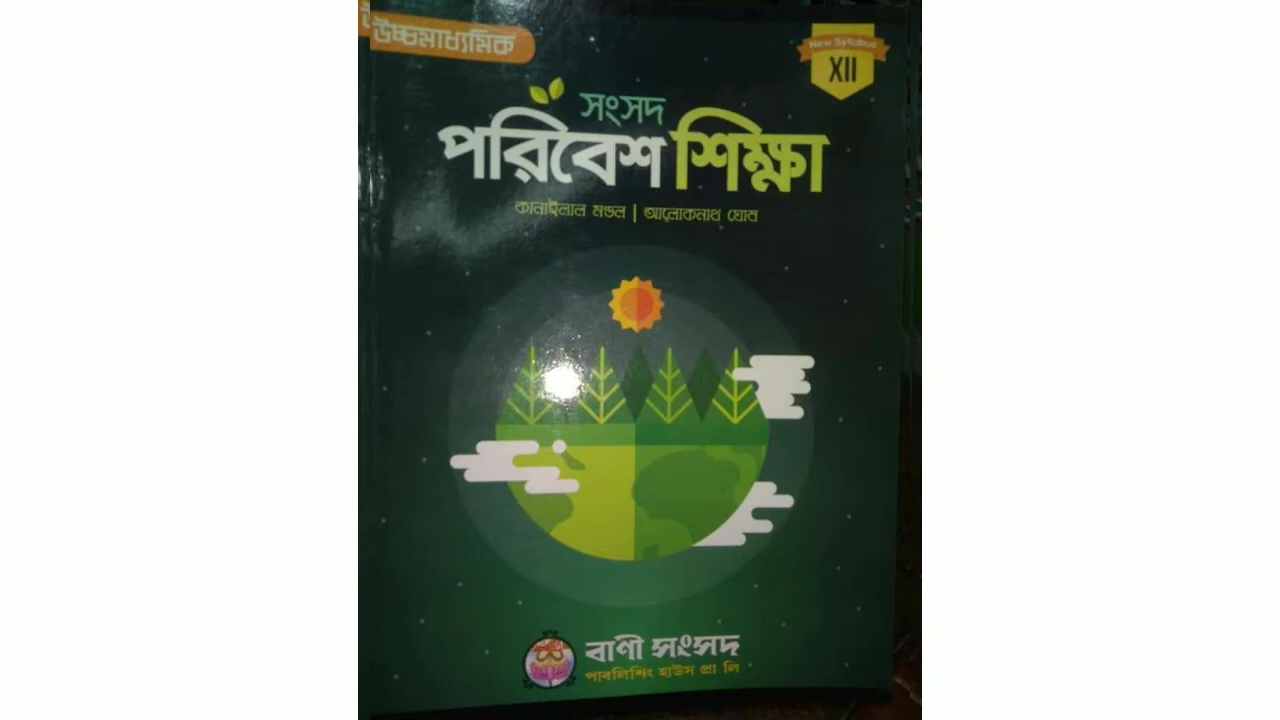 উচ্চমাধ্যমিক
New Syllabus
XII
সংসদ
পরিবেশ শিক্ষা
কানাইলাল মন্ডল | আলোকনাথ ঘোষ
বাণী সংসদ
পাবলিশিং হাউস প্রা লি